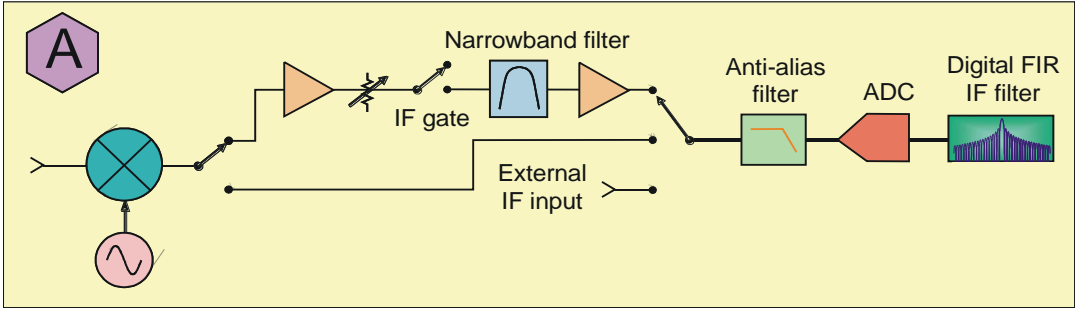 A
Narrowband filter
IF gate
External
IF input
Anti-alias
filter
ADC
Digital FIR
IF filter